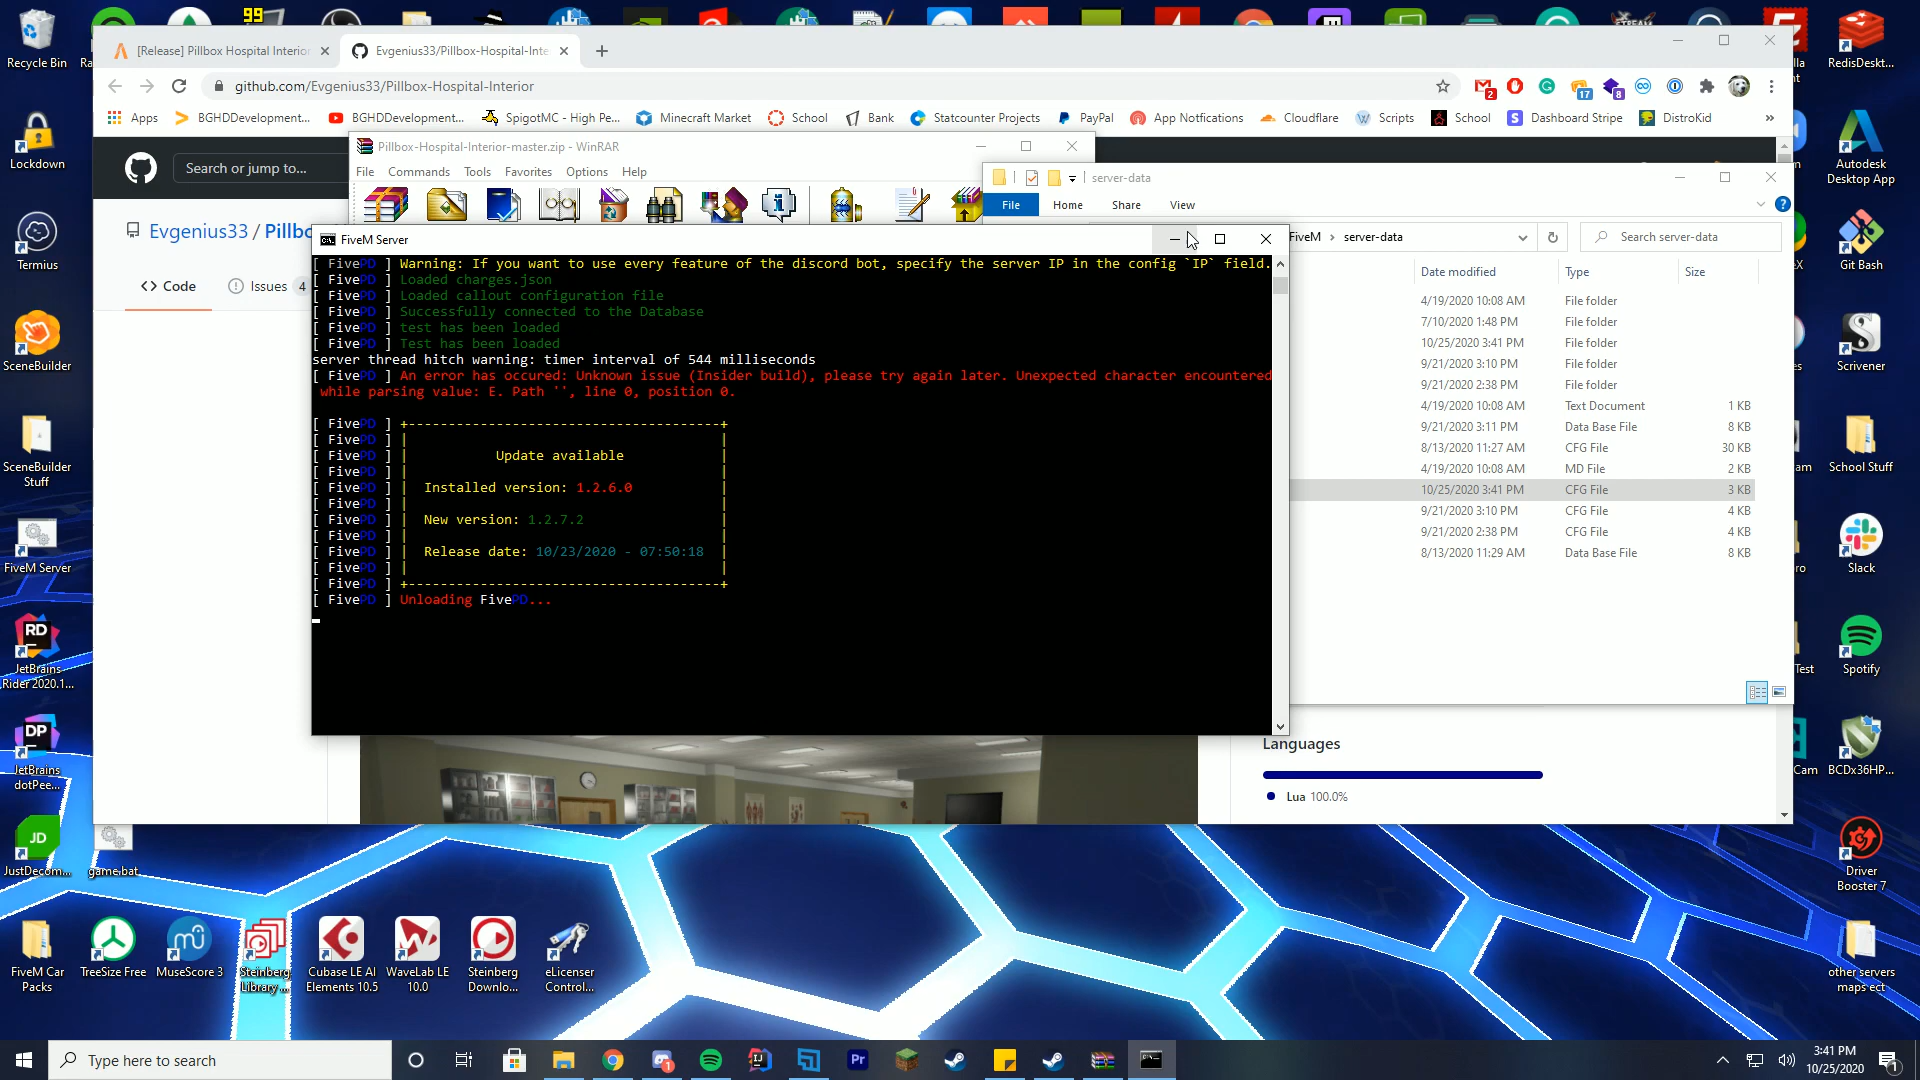 99
Recycle Bin
Ra
Lockdown
Termius
SceneBuilder
SceneBuilder
Stuff
FiveM Server
JetBrains
Rider 2020.1...
JetBrains
dotPee...
JustDecom...
game.bat
FiveM Car
Packs
TreeSize Free
MuseScore 3
Steinberg
Library ...
Cubase LE AI
Elements 10.5
WaveLab LE
10.0
Steinberg
Downlo...
eLicenser
Control...
[Release] Pillbox Hospital Interior
Evgenius33/Pillbox-Hospital-Inte
github.com/Evgenius33/Pillbox-Hospital-Interior
2
17
8
Apps
BGHDDevelopment...
BGHDDevelopment...
SpigotMC - High Pe...
Minecraft Market
School
Bank
Statcounter Projects
PayPal
App Notfications
Cloudflare
Scripts
School
Dashboard Stripe
DistroKid
»
Search or jump to...
Evgenius33 / Pillbo
Code
Issues 4
Pillbox-Hospital-Interior-master.zip - WinRAR
File
Commands
Tools
Favorites
Options
Help
server-data
File
Home
Share
View
FiveM › server-data
Search server-data
Date modified
Type
Size
4/19/2020 10:08 AM File folder
7/10/2020 1:48 PM File folder
10/25/2020 3:41 PM File folder
9/21/2020 3:10 PM File folder
9/21/2020 2:38 PM File folder
4/19/2020 10:08 AM Text Document 1 KB
9/21/2020 3:11 PM Data Base File 8 KB
8/13/2020 11:27 AM CFG File 30 KB
4/19/2020 10:08 AM MD File 2 KB
10/25/2020 3:41 PM CFG File 3 KB
9/21/2020 3:10 PM CFG File 4 KB
9/21/2020 2:38 PM CFG File 4 KB
8/13/2020 11:29 AM Data Base File 8 KB
FiveM Server
[ FivePD ] Warning: If you want to use every feature of the discord bot, specify the server IP in the config `IP` field.
[ FivePD ] Loaded charges.json
[ FivePD ] Loaded callout configuration file
[ FivePD ] Successfully connected to the Database
[ FivePD ] test has been loaded
[ FivePD ] Test has been loaded
server thread hitch warning: timer interval of 544 milliseconds
[ FivePD ] An error has occured: Unknown issue (Insider build), please try again later. Unexpected character encountered
while parsing value: E. Path '', line 0, position 0.
[ FivePD ] +--------------------------------------+
[ FivePD ] | |
[ FivePD ] | Update available |
[ FivePD ] | |
[ FivePD ] | Installed version: 1.2.6.0 |
[ FivePD ] | |
[ FivePD ] | New version: 1.2.7.2 |
[ FivePD ] | |
[ FivePD ] | Release date: 10/23/2020 - 07:50:18 |
[ FivePD ] | |
[ FivePD ] +--------------------------------------+
[ FivePD ] Unloading FivePD...
Languages
Lua 100.0%
RedisDeskt...
Autodesk
Desktop App
Git Bash
Scrivener
School Stuff
Slack
Spotify
BCDx36HP...
Driver
Booster 7
other servers
maps ect
Test
Cam
Type here to search
3:41 PM
10/25/2020
1